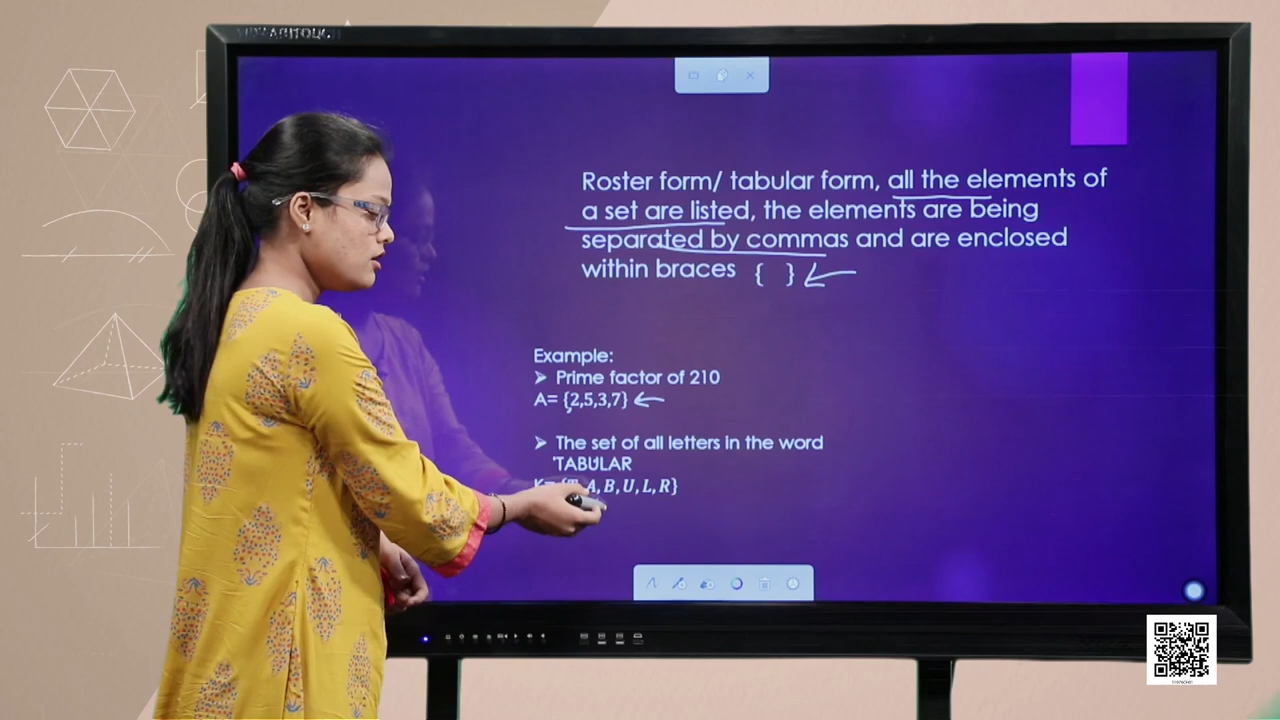 Roster form/ tabular form, all the elements of
a set are listed, the elements are being
separated by commas and are enclosed
within braces { }
Example:
➢ Prime factor of 210
A= {2,5,3,7}
➢ The set of all letters in the word
'TABULAR
A,B,U,L,R}